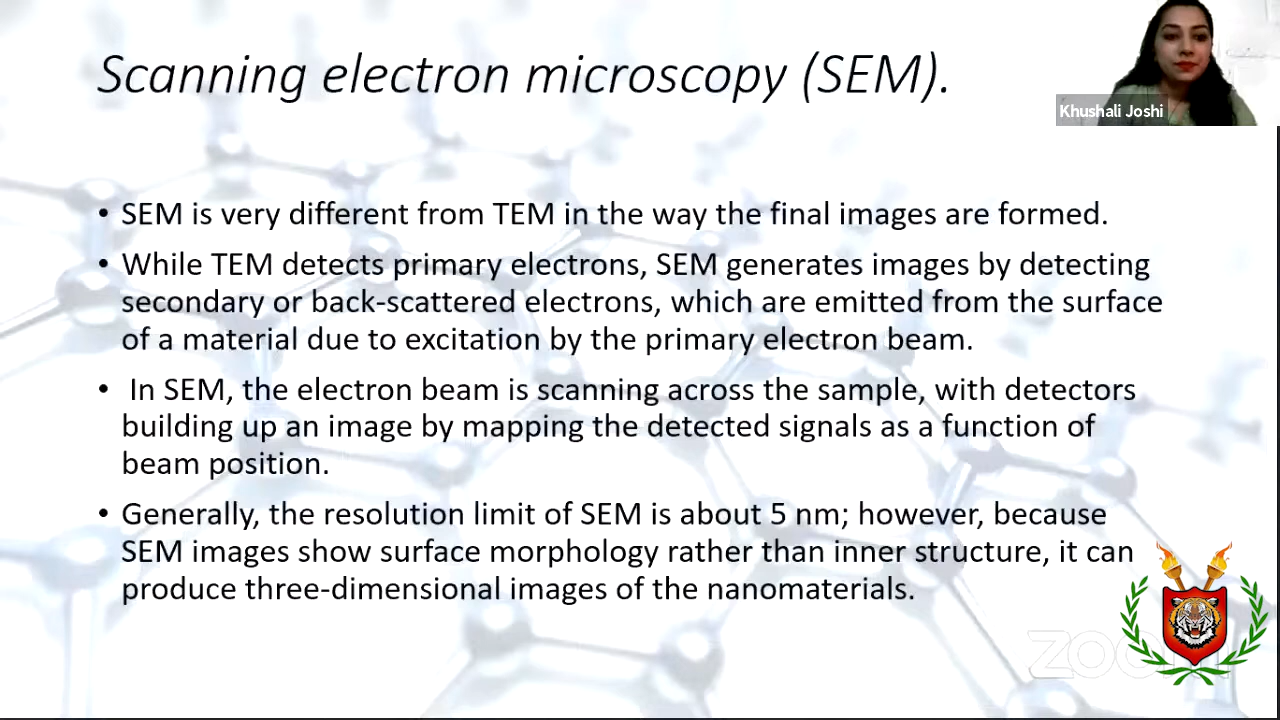 Scanning electron microscopy (SEM).
Khushali Joshi
• SEM is very different from TEM in the way the final images are formed.
• While TEM detects primary electrons, SEM generates images by detecting
secondary or back-scattered electrons, which are emitted from the surface
of a material due to excitation by the primary electron beam.
• In SEM, the electron beam is scanning across the sample, with detectors
building up an image by mapping the detected signals as a function of
beam position.
• Generally, the resolution limit of SEM is about 5 nm; however, because
SEM images show surface morphology rather than inner structure, it can
produce three-dimensional images of the nanomaterials.
zoom